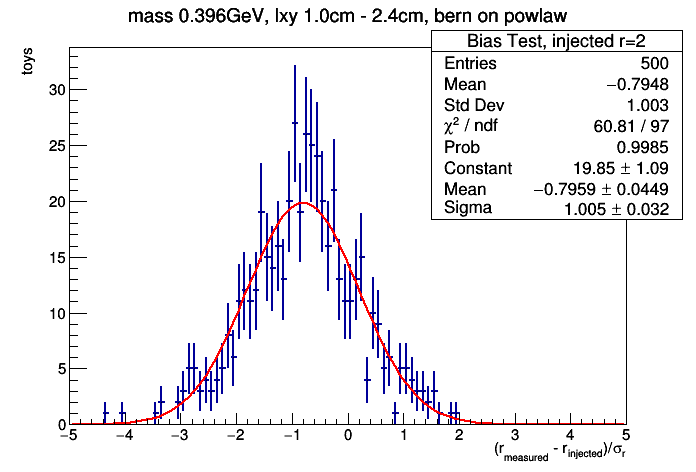 mass 0.396GeV, lxy 1.0cm - 2.4cm, bern on powlaw
Bias Test, injected r=2
Entries 500
Mean −0.7948
Std Dev 1.003
χ² / ndf 60.81 / 97
Prob 0.9985
Constant 19.85 ± 1.09
Mean −0.7959 ± 0.0449
Sigma 1.005 ± 0.032
toys
30
25
20
15
10
5
0
−5 −4 −3 −2 −1 0 1 2 3 4 5
(r_measured - r_injected)/σ_r